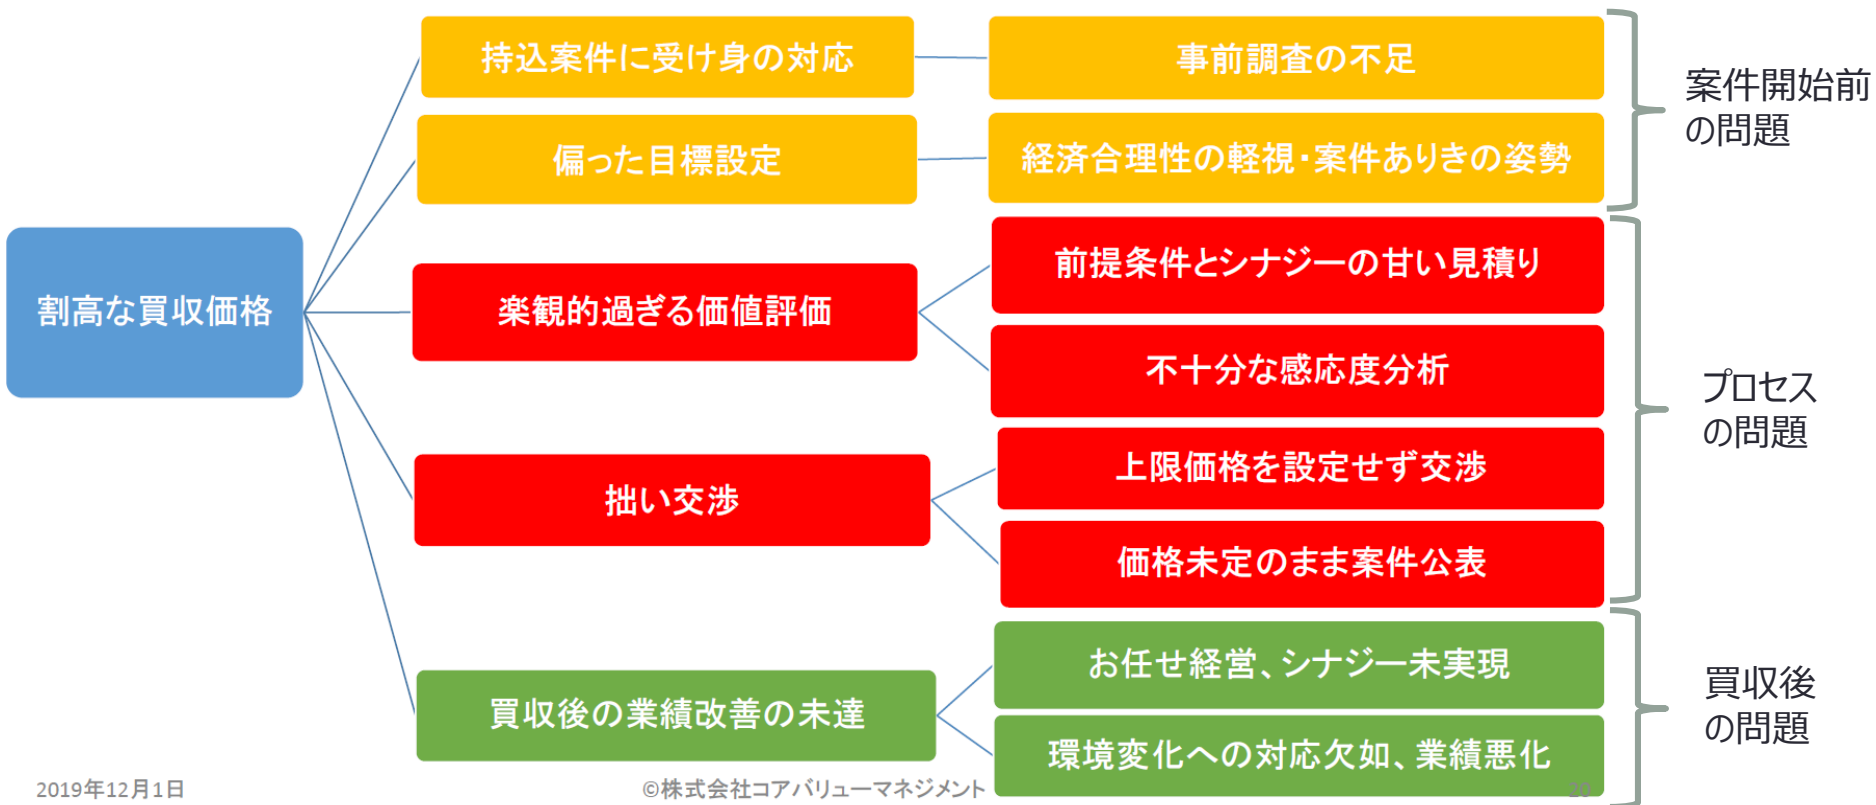 持込案件に受け身の対応
事前調査の不足
案件開始前
の問題
偏った目標設定
経済合理性の軽視・案件ありきの姿勢
割高な買収価格
楽観的過ぎる価値評価
前提条件とシナジーの甘い見積り
不十分な感応度分析
プロセス
の問題
拙い交渉
上限価格を設定せず交渉
価格未定のまま案件公表
買収後の業績改善の未達
お任せ経営、シナジー未実現
環境変化への対応欠如、業績悪化
買収後
の問題
2019年12月1日
©株式会社コアバリューマネジメント
20